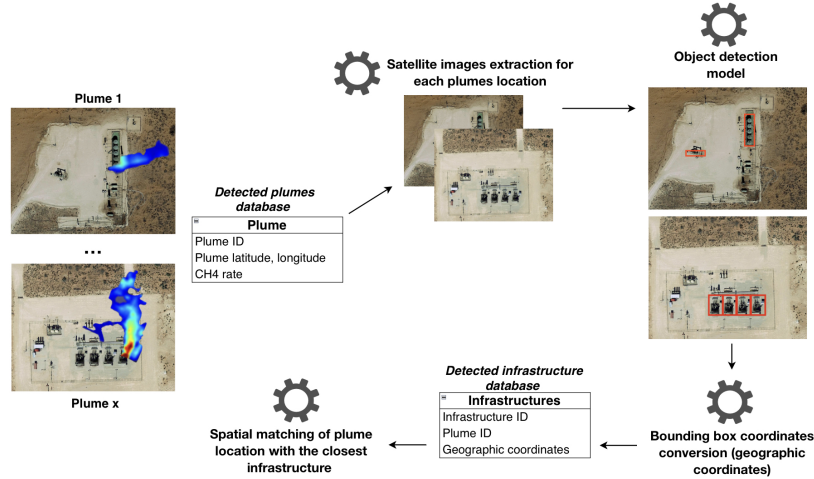 Plume 1
...
Plume x
Detected plumes
database
Plume
Plume ID
Plume latitude, longitude
CH4 rate
Satellite images extraction for
each plumes location
Object detection
model
Bounding box coordinates
conversion (geographic
coordinates)
Detected infrastructure
database
Infrastructures
Infrastructure ID
Plume ID
Geographic coordinates
Spatial matching of plume
location with the closest
infrastructure